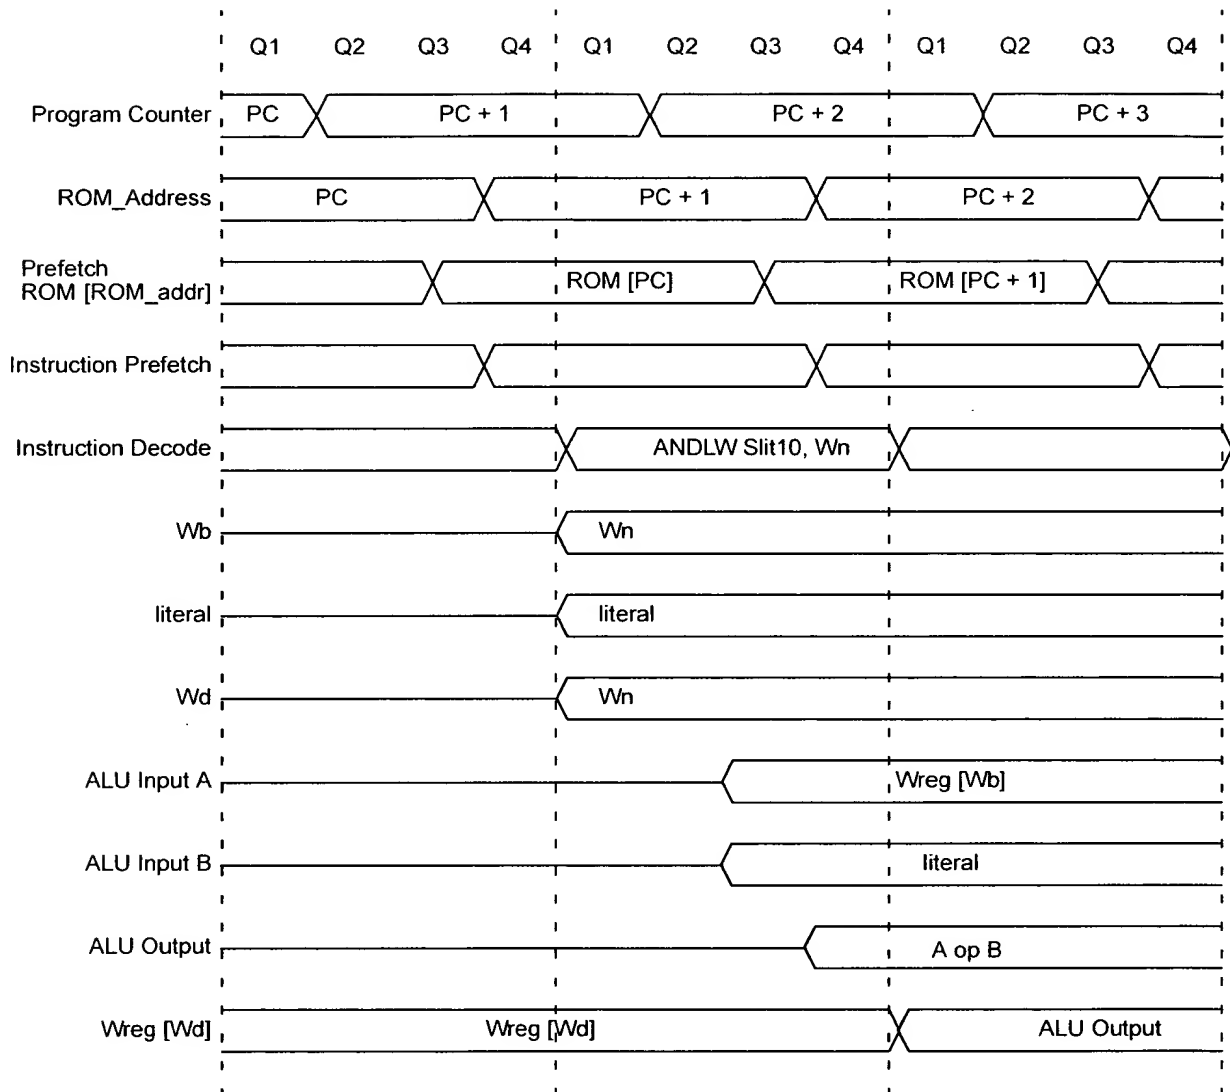 Q1 Q2 Q3 Q4 Q1 Q2 Q3 Q4 Q1 Q2 Q3 Q4
Program Counter PC PC + 1 PC + 2 PC + 3
ROM_Address PC PC + 1 PC + 2
Prefetch
ROM [ROM_addr] ROM [PC] ROM [PC + 1]
Instruction Prefetch
Instruction Decode ANDLW Slit10, Wn
Wb Wn
literal literal
Wd Wn
ALU Input A Wreg [Wb]
ALU Input B literal
ALU Output A op B
Wreg [Wd] Wreg [Wd] ALU Output